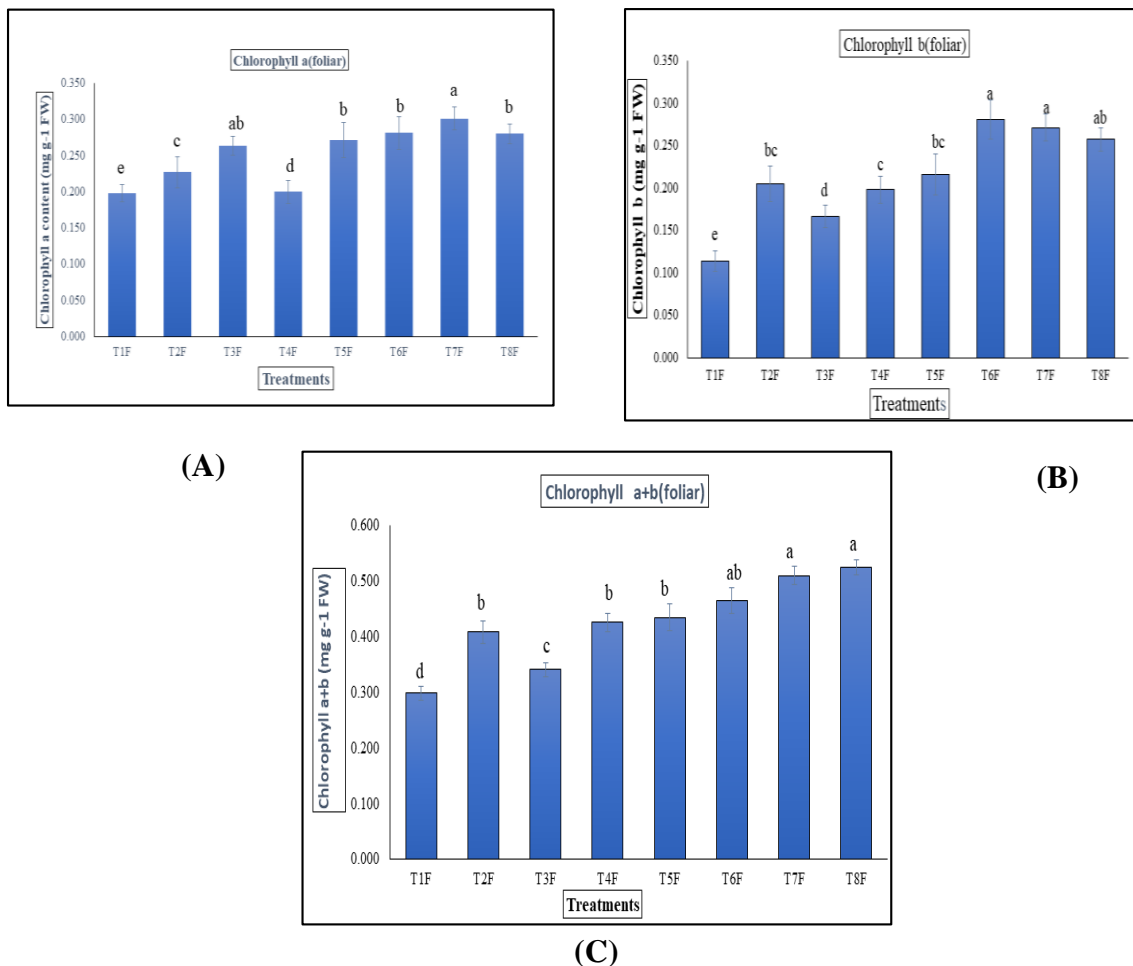 Chlorophyll a(foliar)
Chlorophyll a content (mg g-1 FW)
0.350
0.300
0.250
0.200
0.150
0.100
0.050
0.000
e
c
ab
d
b
b
a
b
T1F T2F T3F T4F T5F T6F T7F T8F
Treatments
(A)
Chlorophyll b(foliar)
Chlorophyll b (mg g-1 FW)
0.350
0.300
0.250
0.200
0.150
0.100
0.050
0.000
e
bc
d
c
bc
a
a
ab
T1F T2F T3F T4F T5F T6F T7F T8F
Treatments
(B)
Chlorophyll a+b(foliar)
Chlorophyll a+b (mg g-1 FW)
0.600
0.500
0.400
0.300
0.200
0.100
0.000
d
b
c
b
b
ab
a
a
T1F T2F T3F T4F T5F T6F T7F T8F
Treatments
(C)